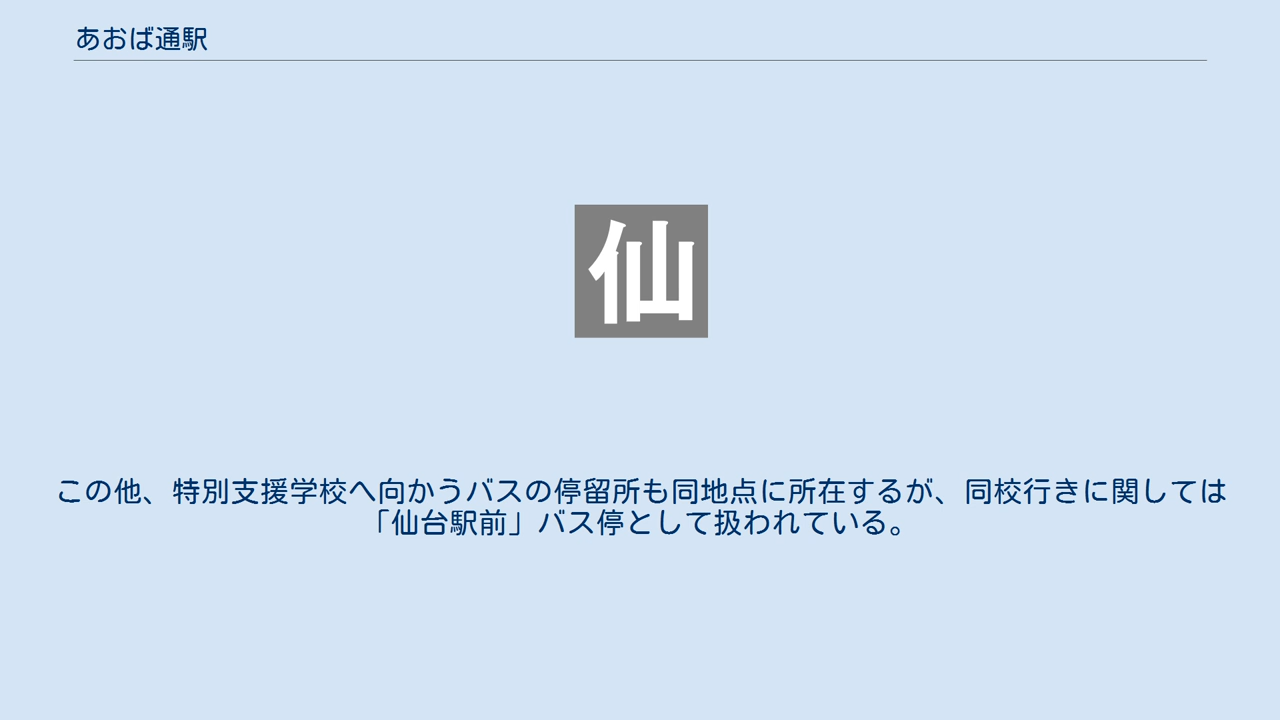 あおば通駅
仙
この他、特別支援学校へ向かうバスの停留所も同地点に所在するが、同校行きに関しては
「仙台駅前」バス停として扱われている。